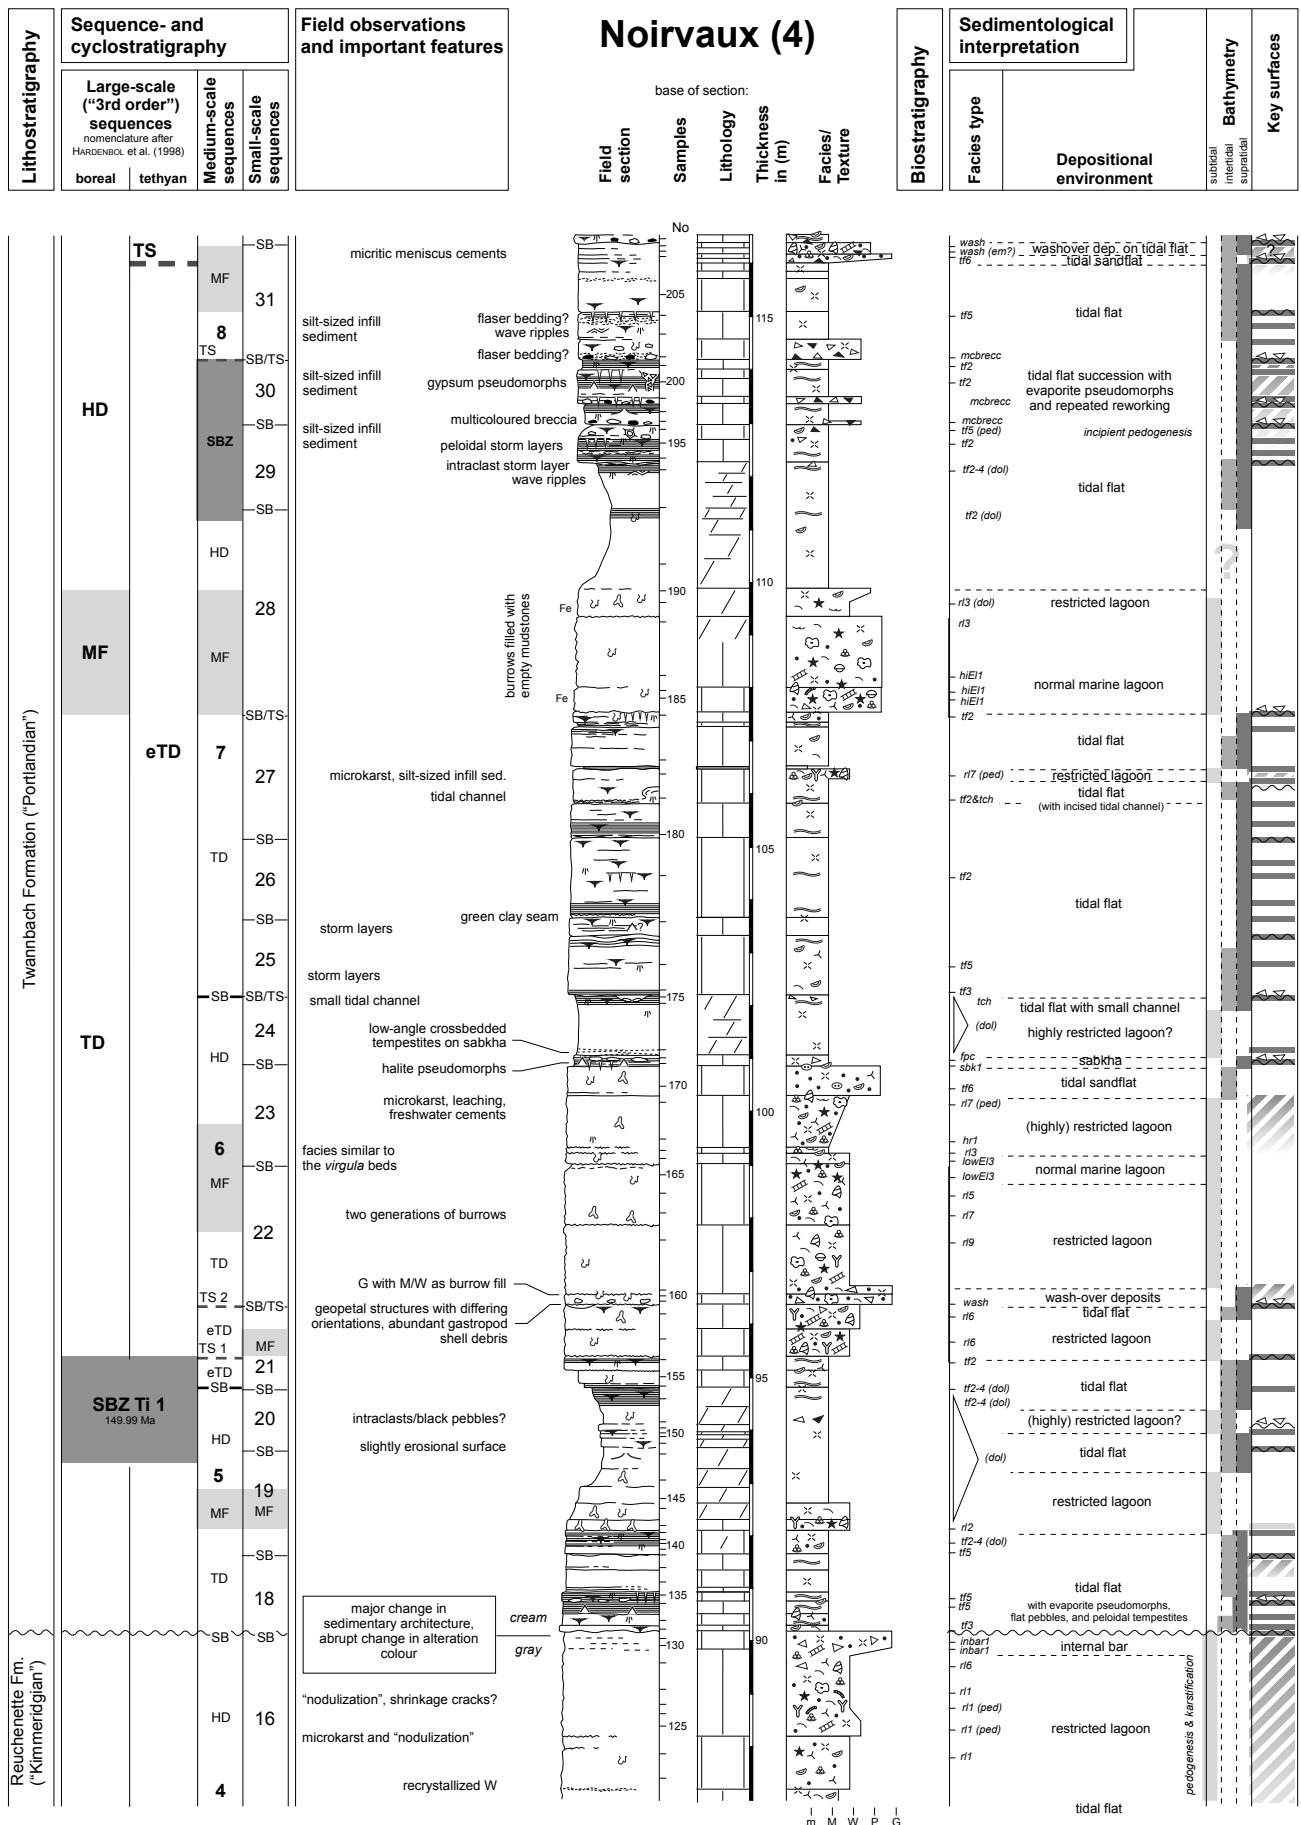 Noirvaux (4)
Lithostratigraphy
Sequence- and
cyclostratigraphy
Large-scale
("3rd order")
sequences
nomenclature after
HARDENBOL et al. (1998)
boreal
tethyan
Medium-scale
sequences
Small-scale
sequences
Field observations
and important features
base of section:
Field
section
Samples
Lithology
Thickness
in (m)
Facies/
Texture
Biostratigraphy
Sedimentological
interpretation
Facies type
Depositional
environment
Bathymetry
subtidal
intertidal
supratidal
Key surfaces
Twannbach Formation ("Portlandian")
Reuchenette Fm.
("Kimmeridgian")
HD
MF
TD
SBZ Ti 1
149.99 Ma
TS
eTD
MF
8
TS
SBZ
HD
MF
7
TD
SB
HD
6
MF
TD
TS 2
eTD
TS 1
eTD
SB
HD
5
MF
TD
SB
HD
4
SB
31
SB/TS
30
SB
29
SB
28
SB/TS
27
SB
26
SB
25
SB/TS
24
SB
23
SB
22
SB/TS
MF
21
SB
20
SB
19
MF
SB
18
SB
16
micritic meniscus cements
silt-sized infill
sediment
flaser bedding?
wave ripples
flaser bedding?
silt-sized infill
sediment
gypsum pseudomorphs
multicoloured breccia
silt-sized infill
sediment
peloidal storm layers
intraclast storm layer
wave ripples
burrows filled with
empty mudstones
Fe
Fe
microkarst, silt-sized infill sed.
tidal channel
green clay seam
storm layers
storm layers
small tidal channel
low-angle crossbedded
tempestites on sabkha
halite pseudomorphs
microkarst, leaching,
freshwater cements
facies similar to
the virgula beds
two generations of burrows
G with M/W as burrow fill
geopetal structures with differing
orientations, abundant gastropod
shell debris
intraclasts/black pebbles?
slightly erosional surface
major change in
sedimentary architecture,
abrupt change in alteration
colour
cream
gray
"nodulization", shrinkage cracks?
microkarst and "nodulization"
recrystallized W
?
No
205
200
195
190
185
180
175
170
165
160
155
150
145
140
135
130
125
115
110
105
100
95
90
m M W P G
wash
wash (em?)
tf6
tf5
mcbrecc
tf2
tf2
mcbrecc
mcbrecc
tf5 (ped)
tf2
tf2-4 (dol)
tf2 (dol)
rl3 (dol)
rl3
hiEl1
hiEl1
hiEl1
tf2
rl7 (ped)
tf2&tch
tf2
tf5
tf3
tch
(dol)
fpc
sbk1
tf6
rl7 (ped)
hr1
rl3
lowEl3
lowEl3
rl5
rl7
rl9
wash
rl6
rl6
tf2
tf2-4 (dol)
tf2-4 (dol)
(dol)
rl2
tf2-4 (dol)
tf5
tf5
tf5
tf3
inbar1
inbar1
rl6
rl1
rl1 (ped)
rl1 (ped)
rl1
washover dep. on tidal flat
tidal sandflat
tidal flat
tidal flat succession with
evaporite pseudomorphs
and repeated reworking
incipient pedogenesis
tidal flat
restricted lagoon
normal marine lagoon
tidal flat
restricted lagoon
tidal flat
(with incised tidal channel)
tidal flat
tidal flat with small channel
highly restricted lagoon?
sabkha
tidal sandflat
(highly) restricted lagoon
normal marine lagoon
restricted lagoon
wash-over deposits
tidal flat
restricted lagoon
tidal flat
(highly) restricted lagoon?
tidal flat
restricted lagoon
tidal flat
with evaporite pseudomorphs,
flat pebbles, and peloidal tempestites
internal bar
restricted lagoon
tidal flat
?
pedogenesis & karstification
?